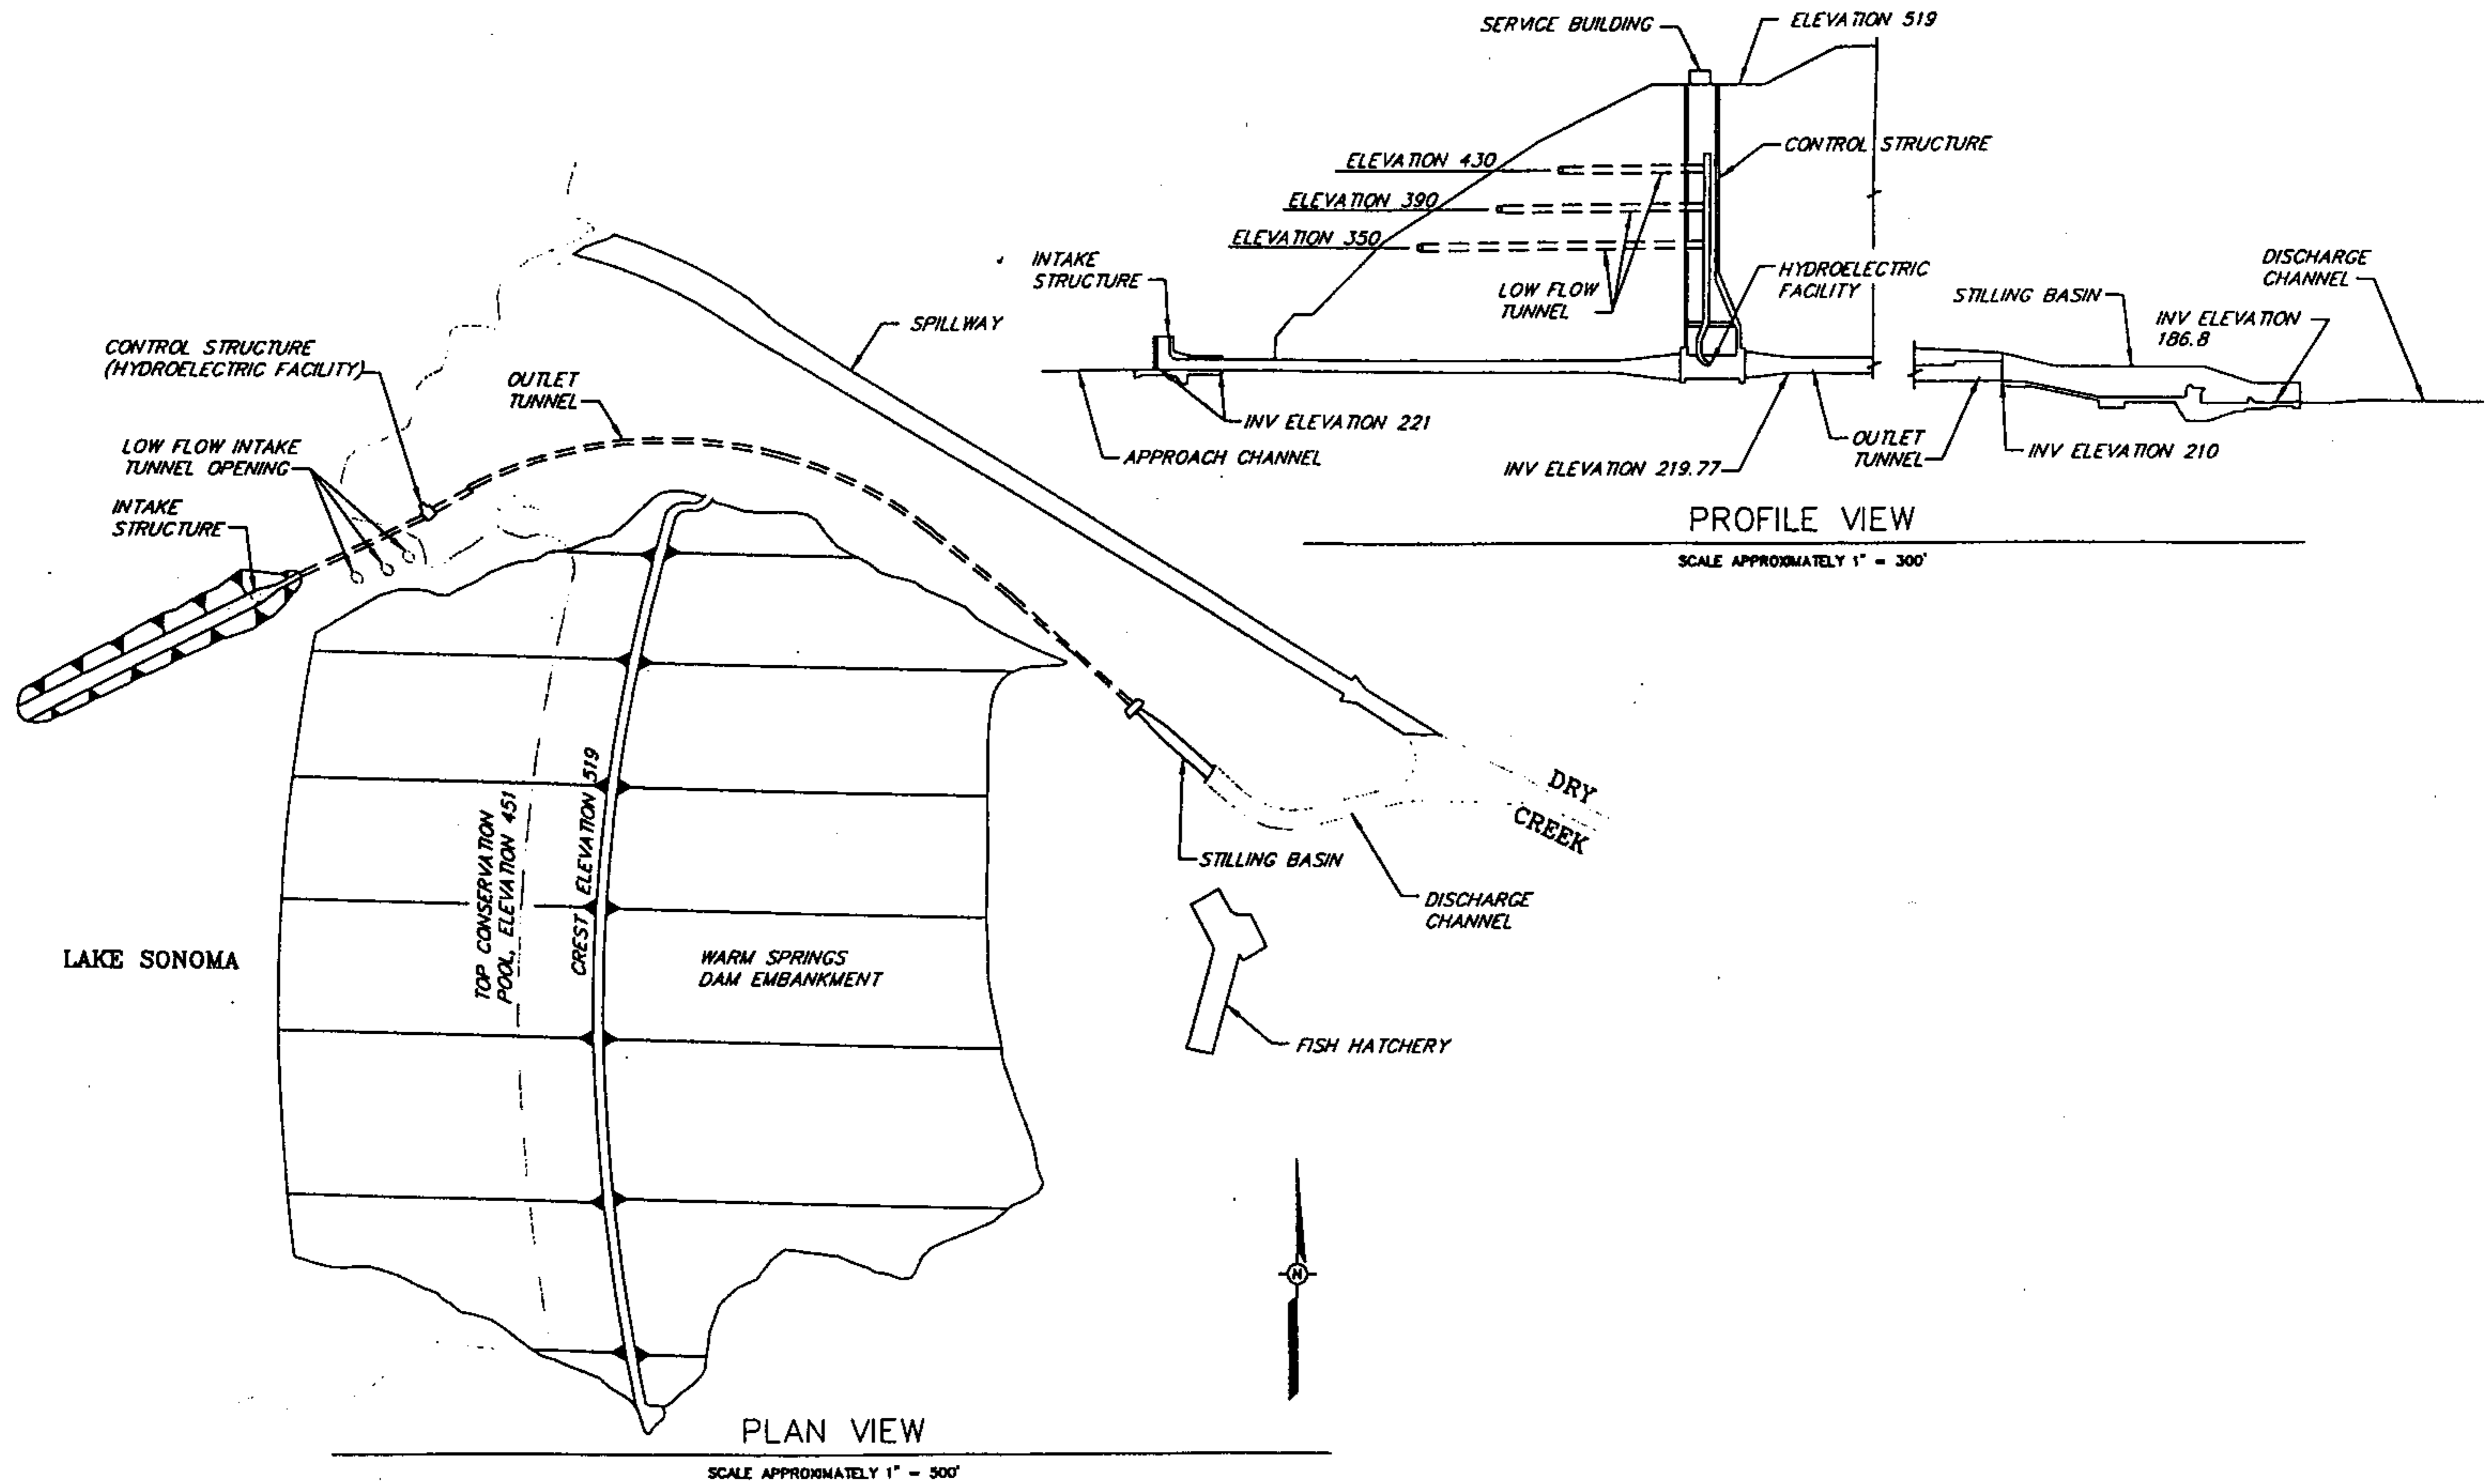 SERVICE BUILDING
ELEVATION 519
CONTROL STRUCTURE
ELEVATION 430
ELEVATION 390
ELEVATION 350
INTAKE
STRUCTURE
LOW FLOW
TUNNEL
HYDROELECTRIC
FACILITY
STILLING BASIN
DISCHARGE
CHANNEL
INV ELEVATION
186.8
INV ELEVATION 221
APPROACH CHANNEL
INV ELEVATION 219.77
OUTLET
TUNNEL
INV ELEVATION 210
PROFILE VIEW
SCALE APPROXIMATELY 1" = 300'
SPILLWAY
CONTROL STRUCTURE
(HYDROELECTRIC FACILITY)
OUTLET
TUNNEL
LOW FLOW INTAKE
TUNNEL OPENING
INTAKE
STRUCTURE
TOP CONSERVATION
POOL, ELEVATION 451
CREST ELEVATION 519
LAKE SONOMA
WARM SPRINGS
DAM EMBANKMENT
DRY
CREEK
STILLING BASIN
DISCHARGE
CHANNEL
FISH HATCHERY
N
PLAN VIEW
SCALE APPROXIMATELY 1" = 500'